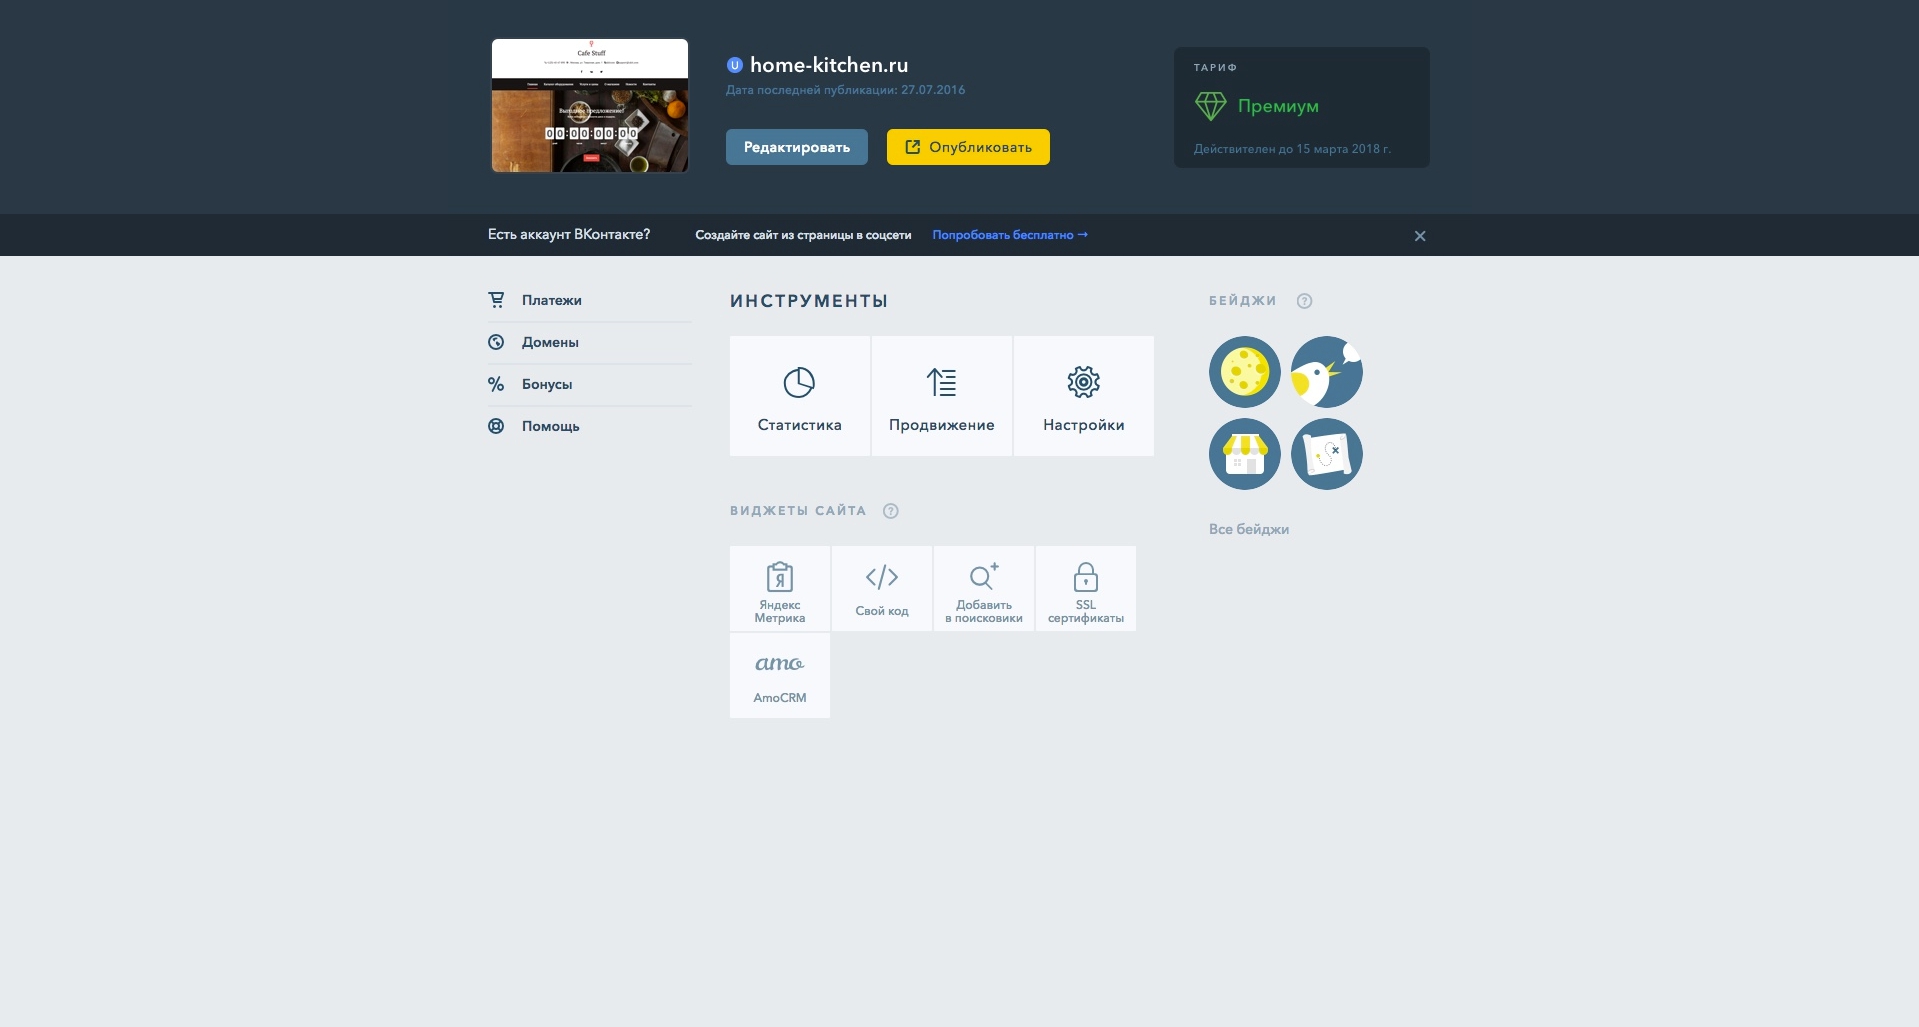 Cafe Stuff
Выгодное предложение!
00:00:00:00
U home-kitchen.ru
Дата последней публикации: 27.07.2016
Редактировать
Опубликовать
ТАРИФ
Премиум
Действителен до 15 марта 2018 г.
Есть аккаунт ВКонтакте? Создайте сайт из страницы в соцсети Попробовать бесплатно →
Платежи
Домены
Бонусы
Помощь
ИНСТРУМЕНТЫ
Статистика
Продвижение
Настройки
ВИДЖЕТЫ САЙТА ?
Я
Яндекс
Метрика
Свой код
Добавить
в поисковики
SSL
сертификаты
amo
AmoCRM
БЕЙДЖИ ?
Все бейджи